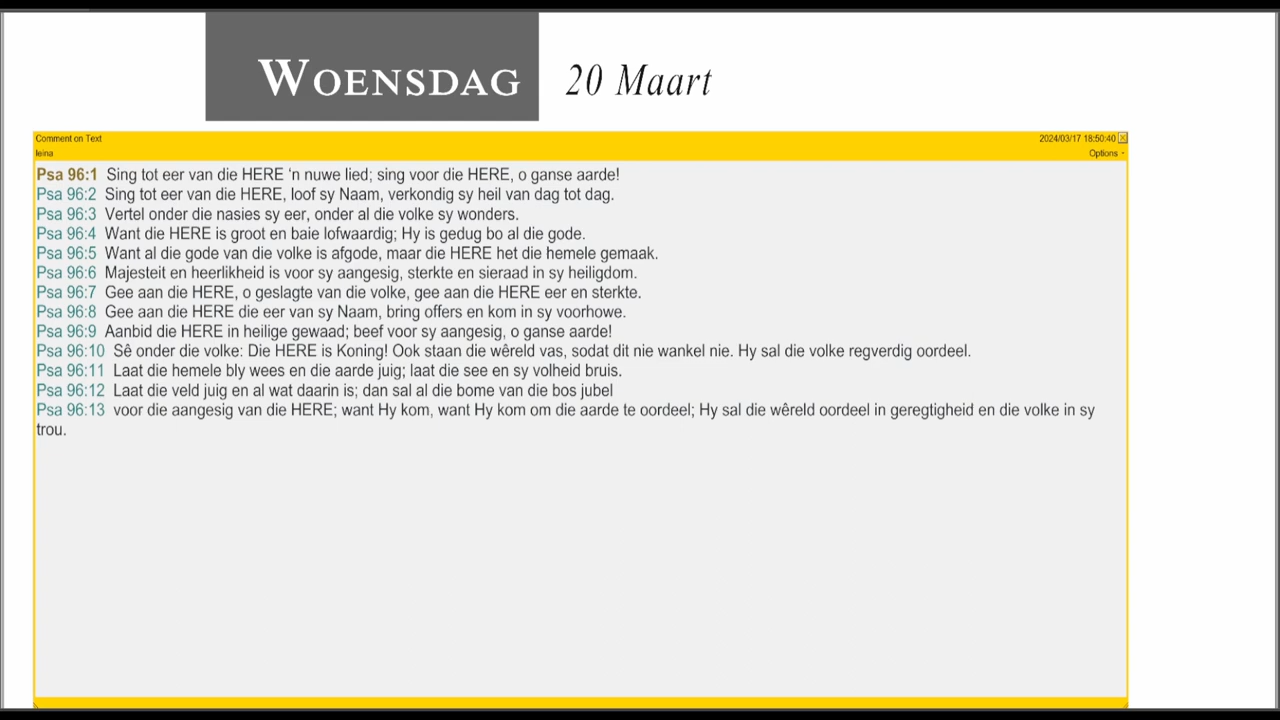 WOENSDAG 20 Maart
Comment on Text 2024/03/17 18:50:40
leina Options
Psa 96:1 Sing tot eer van die HERE ‘n nuwe lied; sing voor die HERE, o ganse aarde!
Psa 96:2 Sing tot eer van die HERE, loof sy Naam, verkondig sy heil van dag tot dag.
Psa 96:3 Vertel onder die nasies sy eer, onder al die volke sy wonders.
Psa 96:4 Want die HERE is groot en baie lofwaardig; Hy is gedug bo al die gode.
Psa 96:5 Want al die gode van die volke is afgode, maar die HERE het die hemele gemaak.
Psa 96:6 Majesteit en heerlikheid is voor sy aangesig, sterkte en sieraad in sy heiligdom.
Psa 96:7 Gee aan die HERE, o geslagte van die volke, gee aan die HERE eer en sterkte.
Psa 96:8 Gee aan die HERE die eer van sy Naam, bring offers en kom in sy voorhowe.
Psa 96:9 Aanbid die HERE in heilige gewaad; beef voor sy aangesig, o ganse aarde!
Psa 96:10 Sê onder die volke: Die HERE is Koning! Ook staan die wêreld vas, sodat dit nie wankel nie. Hy sal die volke regverdig oordeel.
Psa 96:11 Laat die hemele bly wees en die aarde juig; laat die see en sy volheid bruis.
Psa 96:12 Laat die veld juig en al wat daarin is; dan sal al die bome van die bos jubel
Psa 96:13 voor die aangesig van die HERE; want Hy kom, want Hy kom om die aarde te oordeel; Hy sal die wêreld oordeel in geregtigheid en die volke in sy
trou.